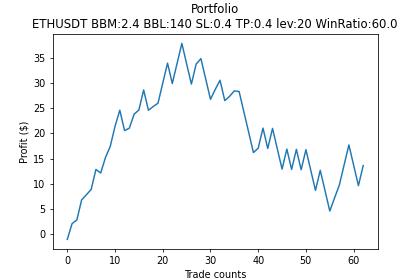 Portfolio
ETHUSDT BBM:2.4 BBL:140 SL:0.4 TP:0.4 lev:20 WinRatio:60.0
Profit ($)
35
30
25
20
15
10
5
0
0 10 20 30 40 50 60
Trade counts